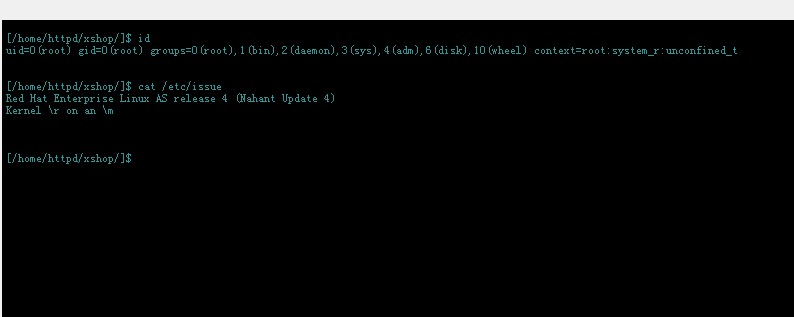 [/home/httpd/xshop/]$ id
uid=0(root) gid=0(root) groups=0(root),1(bin),2(daemon),3(sys),4(adm),6(disk),10(wheel) context=root:system_r:unconfined_t
[/home/httpd/xshop/]$ cat /etc/issue
Red Hat Enterprise Linux AS release 4 (Nahant Update 4)
Kernel \r on an \m
[/home/httpd/xshop/]$